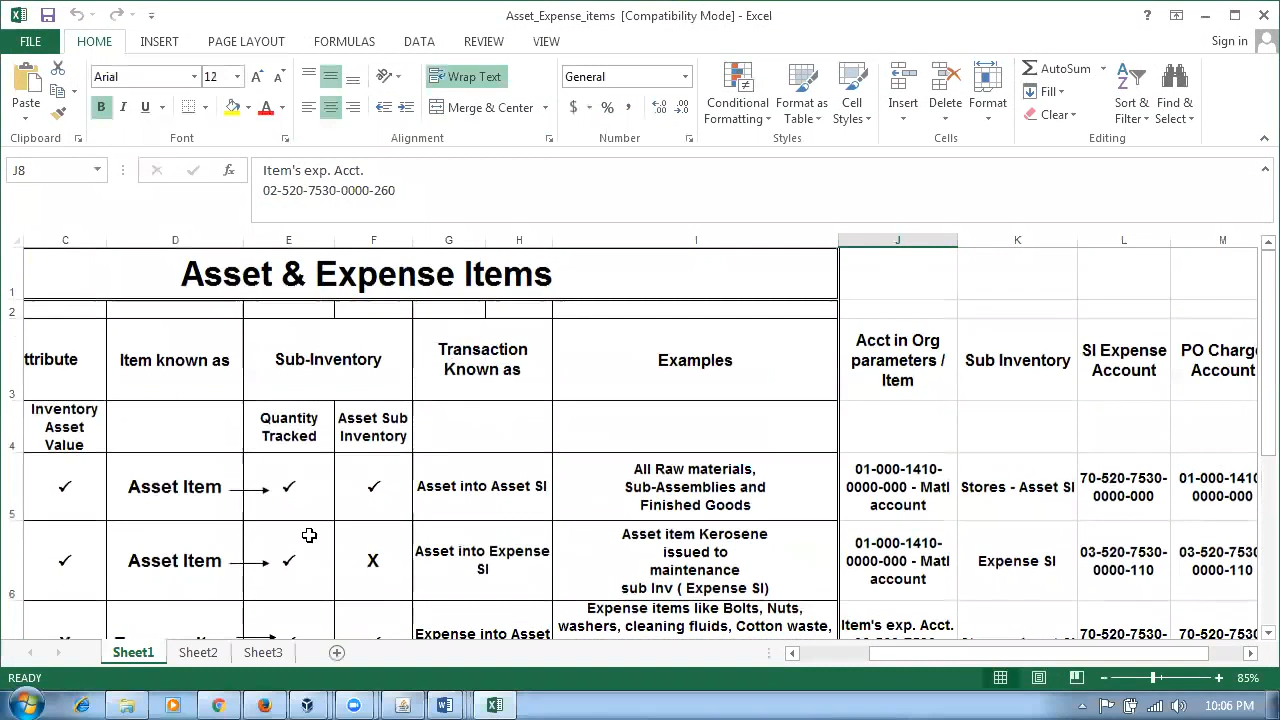 Asset_Expense_items [Compatibility Mode] - Excel
?
FILE
HOME
INSERT
PAGE LAYOUT
FORMULAS
DATA
REVIEW
VIEW
Sign in
Paste
Arial
12
Wrap Text
Merge & Center
General
$ % ,
Conditional
Formatting
Format as
Table
Cell
Styles
Insert
Delete
Format
AutoSum
Fill
Clear
Sort &
Filter
Find &
Select
Clipboard
Font
Alignment
Number
Styles
Cells
Editing
J8
fx
Item's exp. Acct.
02-520-7530-0000-260
C D E F G H I J K L M
1
Asset & Expense Items
2
3
ttribute
Item known as
Sub-Inventory
Transaction
Known as
Examples
Acct in Org
parameters /
Item
Sub Inventory
SI Expense
Account
PO Charg
Account
4
Inventory
Asset
Value
Quantity
Tracked
Asset Sub
Inventory
5
✓
Asset Item
✓
✓
Asset into Asset SI
All Raw materials,
Sub-Assemblies and
Finished Goods
01-000-1410-
0000-000 - Matl
account
Stores - Asset SI
70-520-7530-
0000-000
01-000-1410
0000-000
6
✓
Asset Item
✓
X
Asset into Expense
SI
Asset item Kerosene
issued to
maintenance
sub Inv ( Expense SI)
01-000-1410-
0000-000 - Matl
account
Expense SI
03-520-7530-
0000-110
03-520-7530
0000-110
Expense into Asset
Expense items like Bolts, Nuts,
washers, cleaning fluids, Cotton waste,
Item's exp. Acct.
70-520-7530-
70-520-7530
Sheet1
Sheet2
Sheet3
READY
85%
10:06 PM